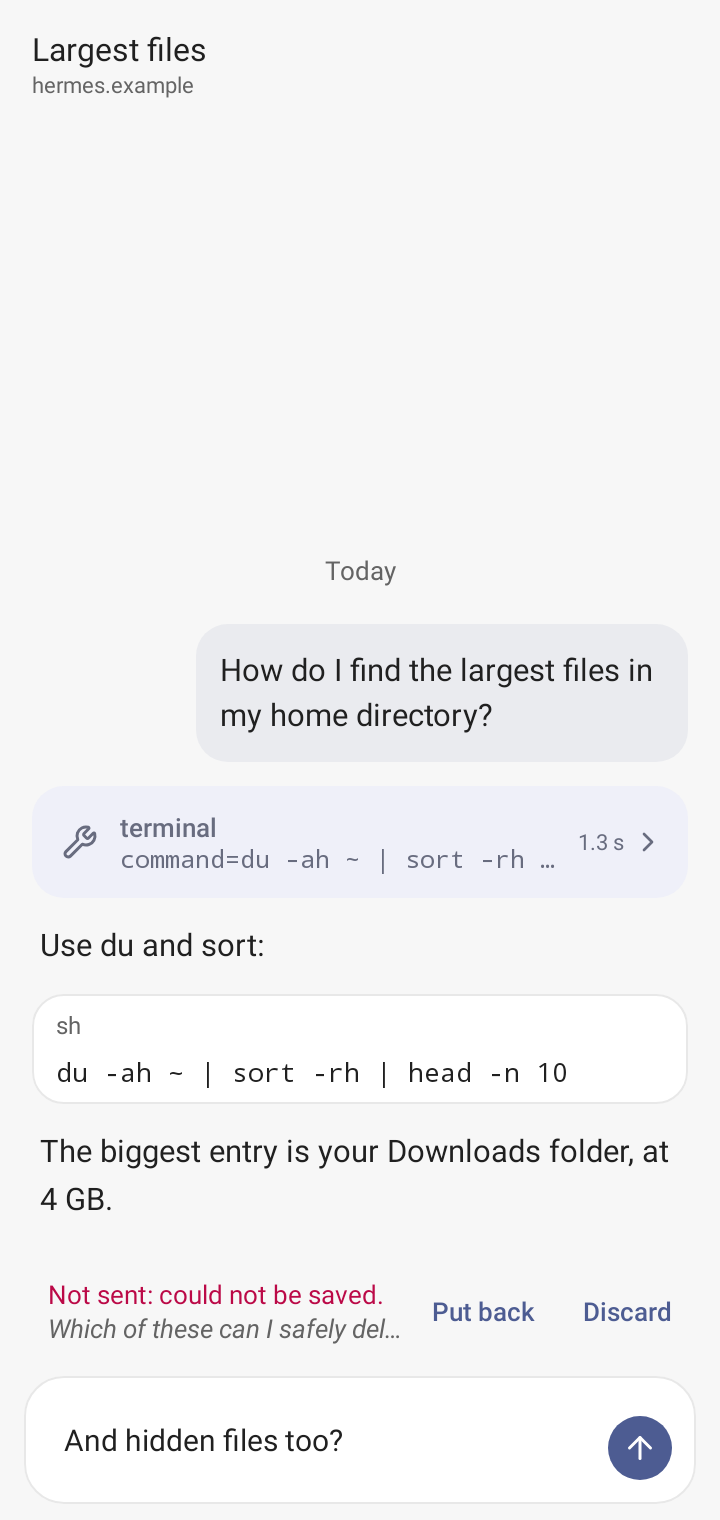 Largest files
hermes.example
Today
How do I find the largest files in
my home directory?
terminal
command=du -ah ~ | sort -rh …
1.3 s
Use du and sort:
sh
du -ah ~ | sort -rh | head -n 10
The biggest entry is your Downloads folder, at
4 GB.
Not sent: could not be saved.
Which of these can I safely del…
Put back
Discard
And hidden files too?